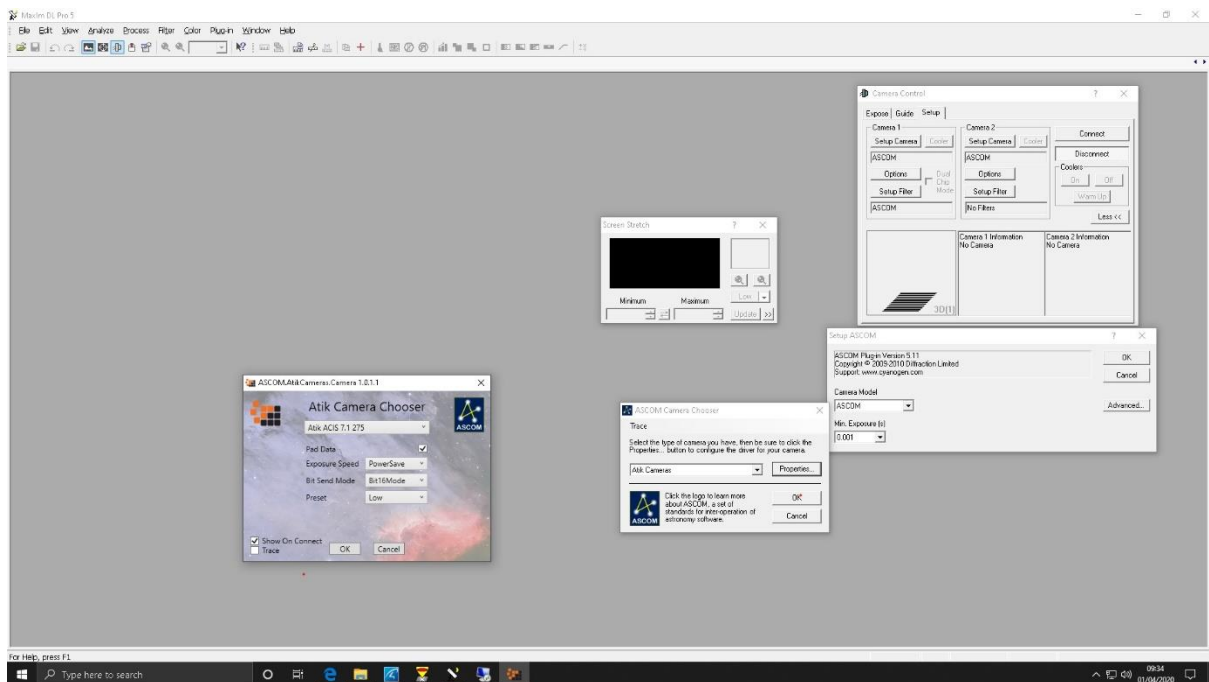 Maxim DL Pro 5
File Edit View Analyze Process Filter Color Plug-in Window Help
Camera Control ? ×
Expose Guide Setup
Camera 1
Setup Camera Cooler
ASCOM
Options Dual Chip Mode
Setup Filter
ASCOM
Camera 2
Setup Camera Cooler
ASCOM
Options
Setup Filter
No Filters
Connect
Disconnect
Coolers
On Off
Warm Up
Less <<
3D[1]
Camera 1 Information
No Camera
Camera 2 Information
No Camera
Screen Stretch ? ×
Minimum Maximum
Low
Update >>
Setup ASCOM ? ×
ASCOM Plug-in Version 5.11
Copyright © 2009-2010 Diffraction Limited
Support: www.cyanogen.com
OK
Cancel
Camera Model
ASCOM
Advanced...
Min. Exposure (s)
0.001
ASCOM.AtikCameras.Camera 1.0.1.1 ×
Atik Camera Chooser
ASCOM
Atik ACIS 7.1 275
Pad Data
Exposure Speed PowerSave
Bit Send Mode Bit16Mode
Preset Low
Show On Connect
Trace
OK Cancel
ASCOM Camera Chooser ×
Trace
Select the type of camera you have, then be sure to click the
Properties... button to configure the driver for your camera.
Atik Cameras Properties...
Click the logo to learn more
about ASCOM, a set of
standards for inter-operation of
astronomy software.
ASCOM
OK
Cancel
For Help, press F1
Type here to search
09:34
01/04/2020